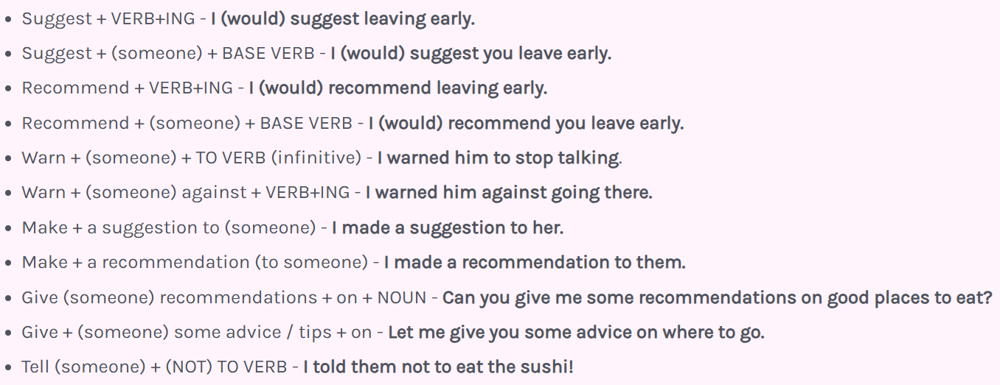 • Suggest + VERB+ING - I (would) suggest leaving early.
• Suggest + (someone) + BASE VERB - I (would) suggest you leave early.
• Recommend + VERB+ING - I (would) recommend leaving early.
• Recommend + (someone) + BASE VERB - I (would) recommend you leave early.
• Warn + (someone) + TO VERB (infinitive) - I warned him to stop talking.
• Warn + (someone) against + VERB+ING - I warned him against going there.
• Make + a suggestion to (someone) - I made a suggestion to her.
• Make + a recommendation (to someone) - I made a recommendation to them.
• Give (someone) recommendations + on + NOUN - Can you give me some recommendations on good places to eat?
• Give + (someone) some advice / tips + on - Let me give you some advice on where to go.
• Tell (someone) + (NOT) TO VERB - I told them not to eat the sushi!